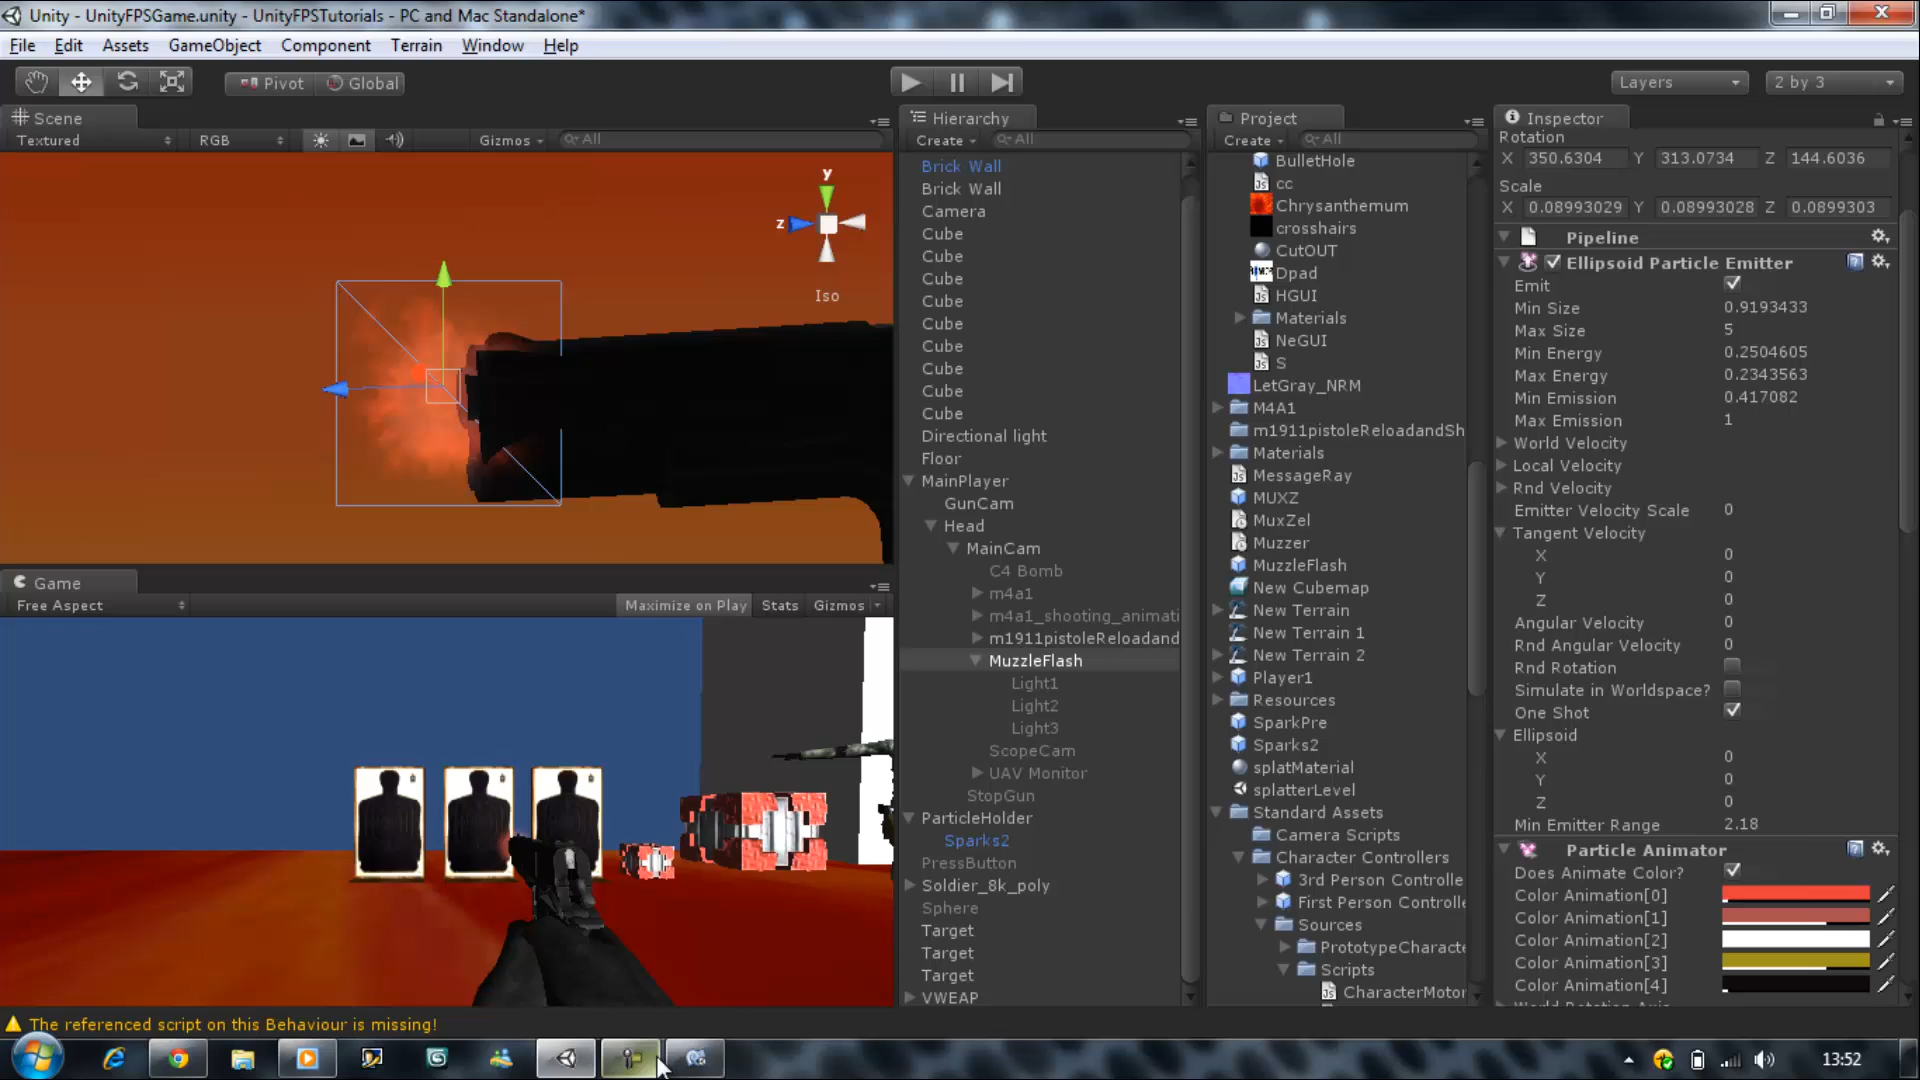 Unity - UnityFPSGame.unity - UnityFPSTutorials - PC and Mac Standalone*
File Edit Assets GameObject Component Terrain Window Help
Pivot Global Layers 2 by 3
Scene
Textured RGB Gizmos All
y
z
Iso
Game
Free Aspect Maximize on Play Stats Gizmos
Hierarchy
Create All
Brick Wall
Brick Wall
Camera
Cube
Cube
Cube
Cube
Cube
Cube
Cube
Cube
Cube
Directional light
Floor
MainPlayer
GunCam
Head
MainCam
C4 Bomb
m4a1
m4a1_shooting_animati
m1911pistoleReloadand
MuzzleFlash
Light1
Light2
Light3
ScopeCam
UAV Monitor
StopGun
ParticleHolder
Sparks2
PressButton
Soldier_8k_poly
Sphere
Target
Target
Target
VWEAP
Project
Create All
BulletHole
cc
Chrysanthemum
crosshairs
CutOUT
Dpad
HGUI
Materials
NeGUI
S
LetGray_NRM
M4A1
m1911pistoleReloadandSh
Materials
MessageRay
MUXZ
MuxZel
Muzzer
MuzzleFlash
New Cubemap
New Terrain
New Terrain 1
New Terrain 2
Player1
Resources
SparkPre
Sparks2
splatMaterial
splatterLevel
Standard Assets
Camera Scripts
Character Controllers
3rd Person Controlle
First Person Controlle
Sources
PrototypeCharacte
Scripts
CharacterMotor
Inspector
Rotation
X 350.6304 Y 313.0734 Z 144.6036
Scale
X 0.08993029 Y 0.08993028 Z 0.0899303
Pipeline
Ellipsoid Particle Emitter
Emit
Min Size 0.9193433
Max Size 5
Min Energy 0.2504605
Max Energy 0.2343563
Min Emission 0.417082
Max Emission 1
World Velocity
Local Velocity
Rnd Velocity
Emitter Velocity Scale 0
Tangent Velocity
X 0
Y 0
Z 0
Angular Velocity 0
Rnd Angular Velocity 0
Rnd Rotation
Simulate in Worldspace?
One Shot
Ellipsoid
X 0
Y 0
Z 0
Min Emitter Range 2.18
Particle Animator
Does Animate Color?
Color Animation[0]
Color Animation[1]
Color Animation[2]
Color Animation[3]
Color Animation[4]
World Rotation Axis
The referenced script on this Behaviour is missing!
13:52